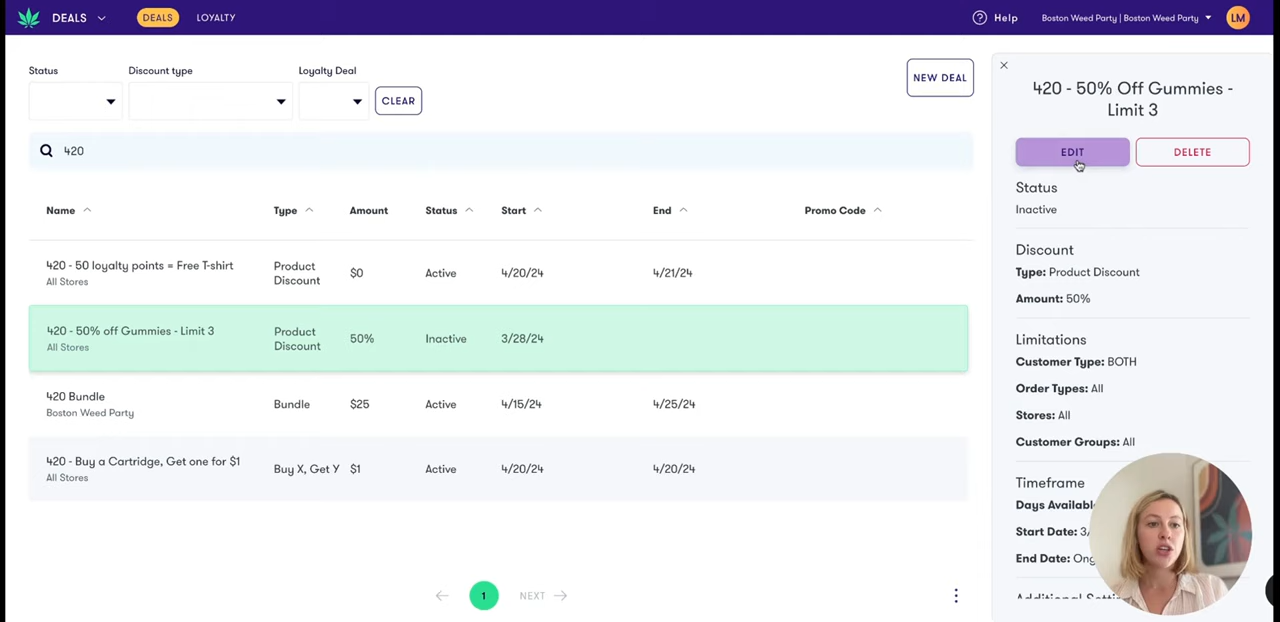 DEALS
DEALS
LOYALTY
Help
Boston Weed Party | Boston Weed Party
LM
Status
Discount type
Loyalty Deal
CLEAR
NEW DEAL
420
Name
Type
Amount
Status
Start
End
Promo Code
420 - 50 loyalty points = Free T-shirt
All Stores
Product
Discount
$0
Active
4/20/24
4/21/24
420 - 50% off Gummies - Limit 3
All Stores
Product
Discount
50%
Inactive
3/28/24
420 Bundle
Boston Weed Party
Bundle
$25
Active
4/15/24
4/25/24
420 - Buy a Cartridge, Get one for $1
All Stores
Buy X, Get Y
$1
Active
4/20/24
4/20/24
1
NEXT
420 - 50% Off Gummies -
Limit 3
EDIT
DELETE
Status
Inactive
Discount
Type: Product Discount
Amount: 50%
Limitations
Customer Type: BOTH
Order Types: All
Stores: All
Customer Groups: All
Timeframe
Days
Start Date: 3/
End Date:
Additional